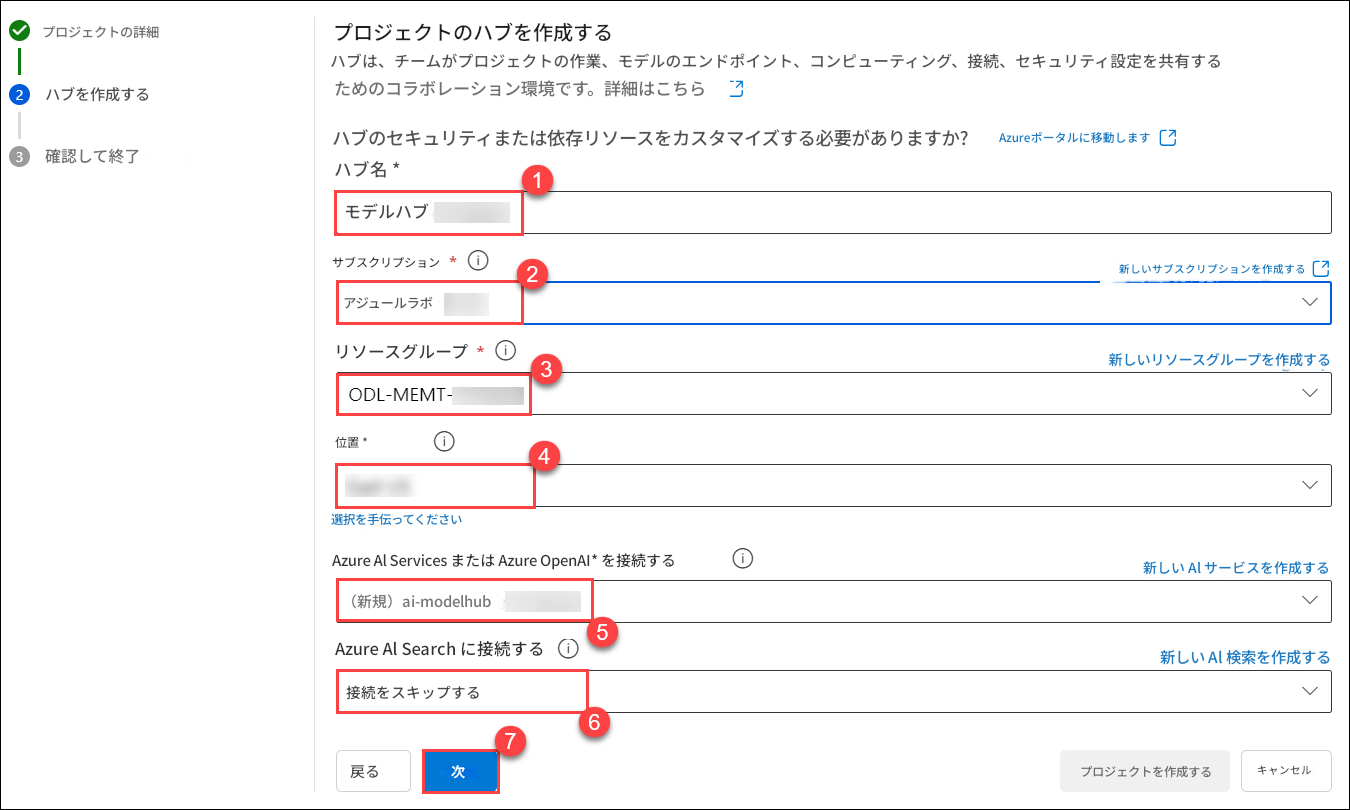 プロジェクトの詳細
2 ハブを作成する
3 確認して終了
プロジェクトのハブを作成する
ハブは、チームがプロジェクトの作業、モデルのエンドポイント、コンピューティング、接続、セキュリティ設定を共有する
ためのコラボレーション環境です。詳細はこちら
ハブのセキュリティまたは依存リソースをカスタマイズする必要がありますか? Azureポータルに移動します
ハブ名 *
1
モデルハブ
サブスクリプション *
新しいサブスクリプションを作成する
2
アジュールラボ
リソースグループ *
新しいリソースグループを作成する
3
ODL-MEMT-
位置 *
4
選択を手伝ってください
Azure Al Services または Azure OpenAI* を接続する
新しい Al サービスを作成する
（新規）ai-modelhub
5
Azure Al Search に接続する
新しい Al 検索を作成する
接続をスキップする
6
7
戻る 次 プロジェクトを作成する キャンセル